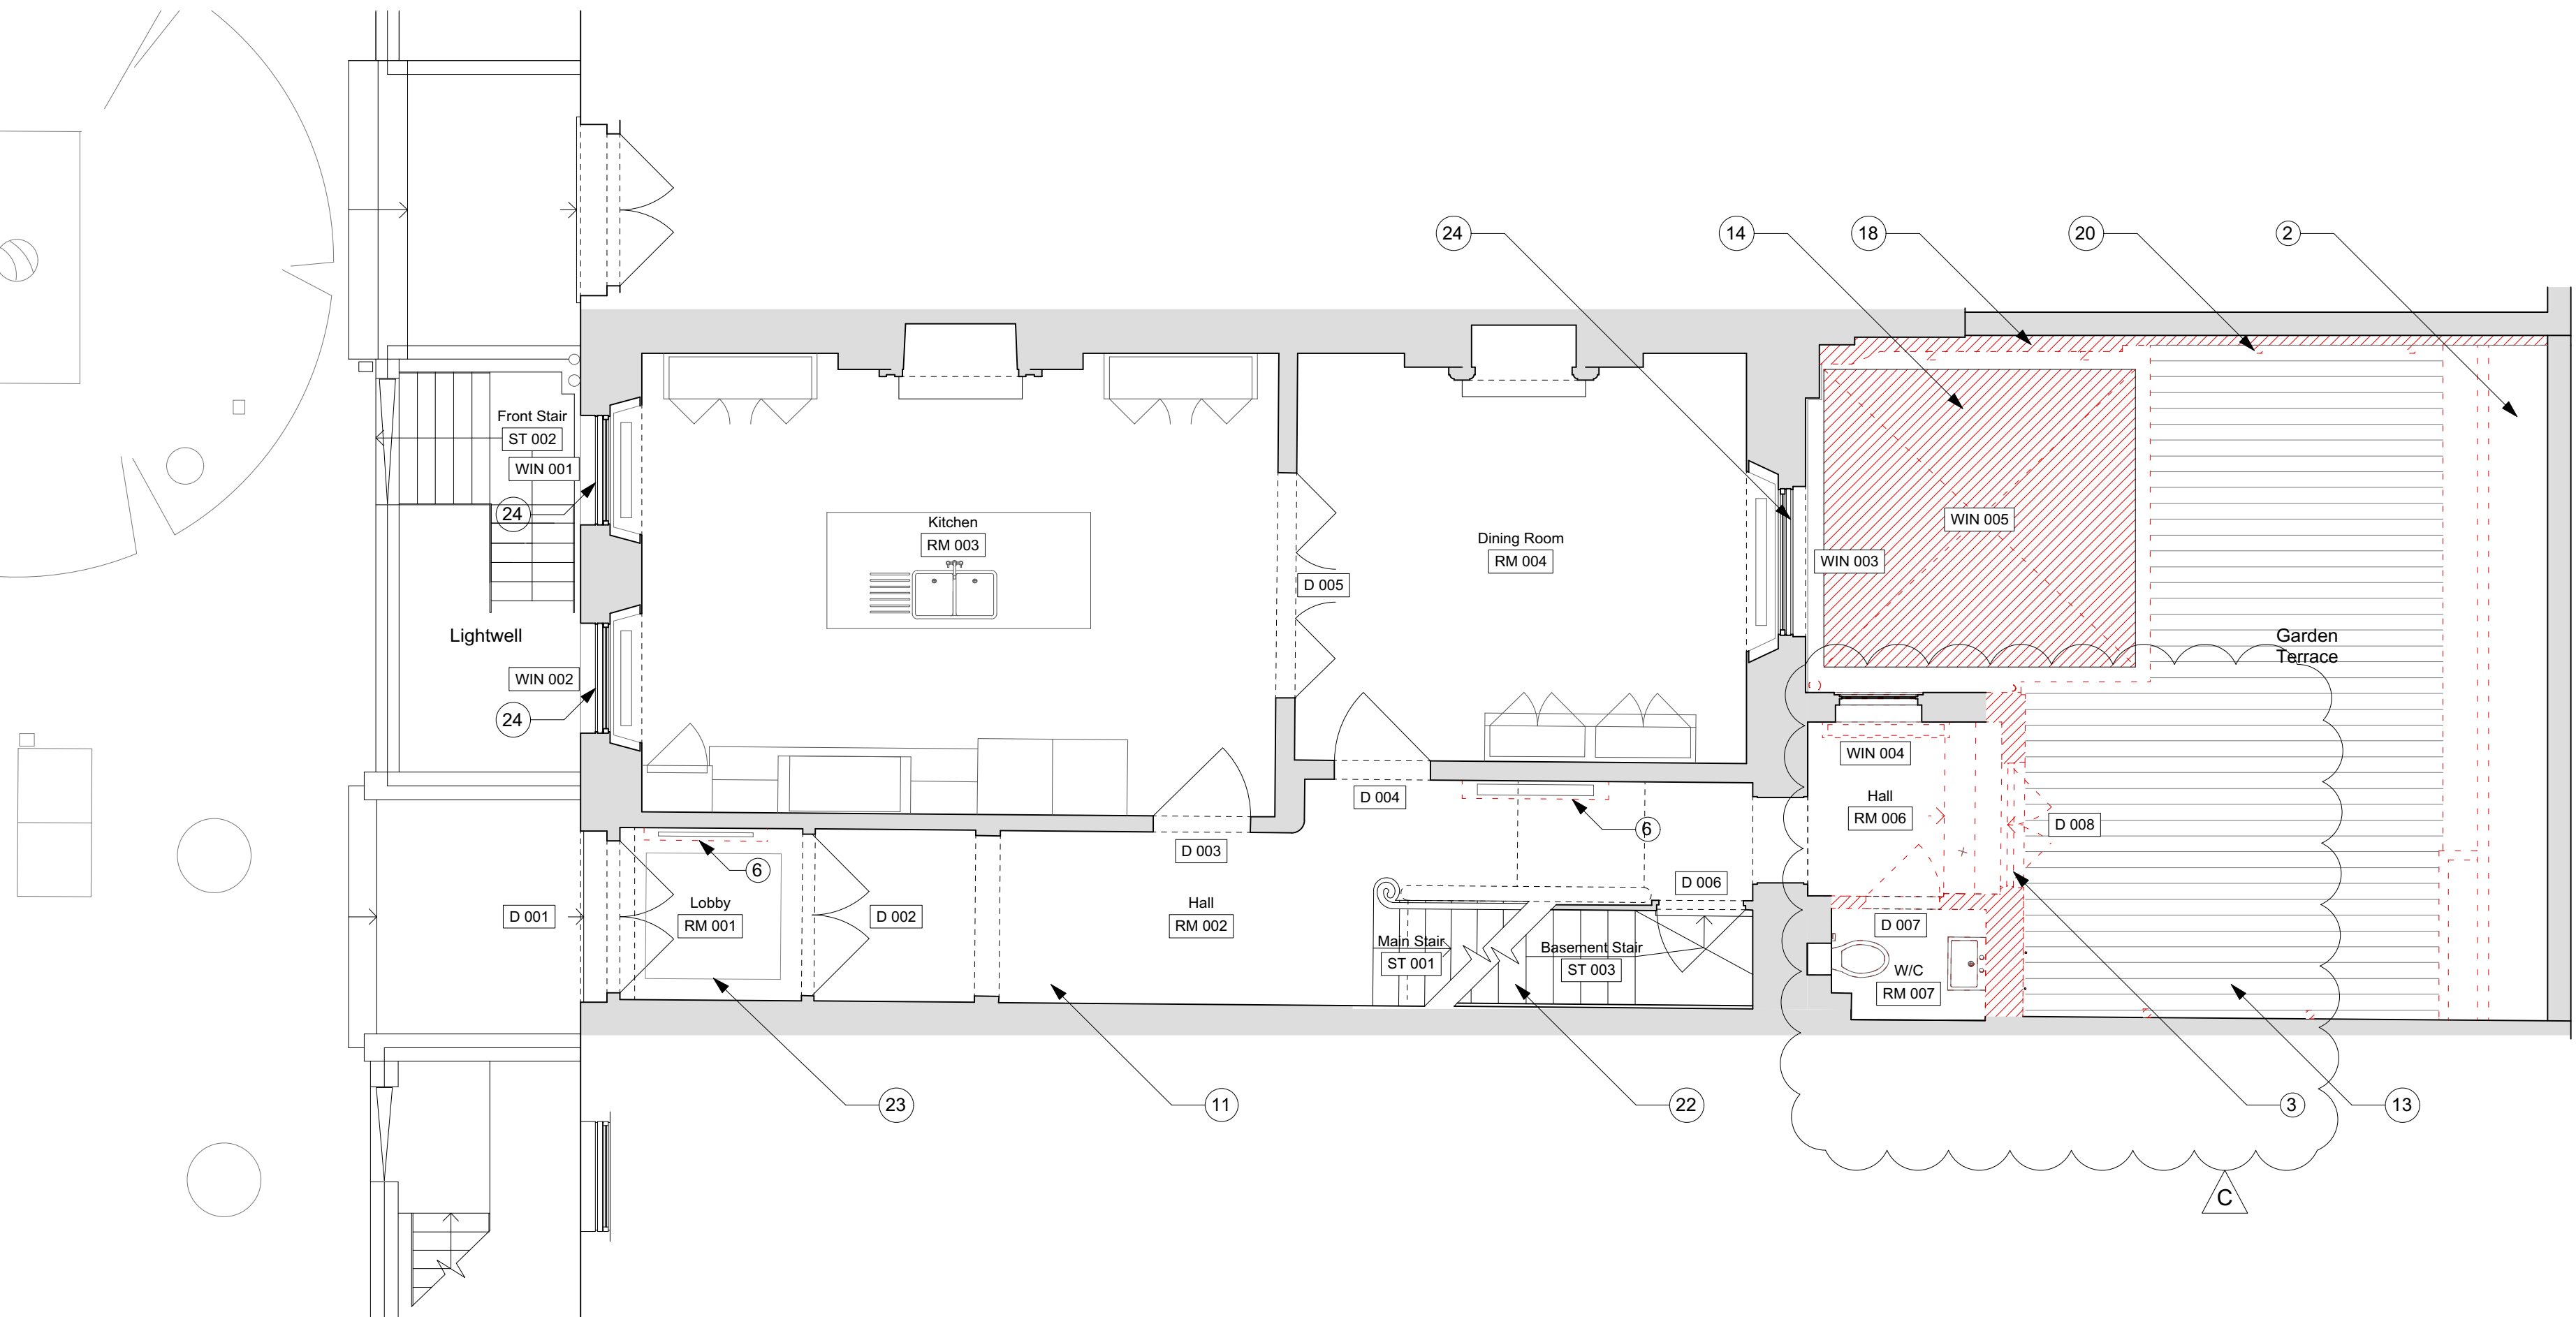 24
14
18
20
2
Front Stair
ST 002
WIN 001
24
Kitchen
RM 003
Dining Room
RM 004
WIN 005
WIN 003
D 005
Lightwell
Garden
Terrace
WIN 002
24
WIN 004
D 004
Hall
RM 006
D 008
6
D 003
6
D 006
Lobby
RM 001
D 001
D 002
Hall
RM 002
D 007
Main Stair
ST 001
Basement Stair
ST 003
W/C
RM 007
23
11
22
3
13
C